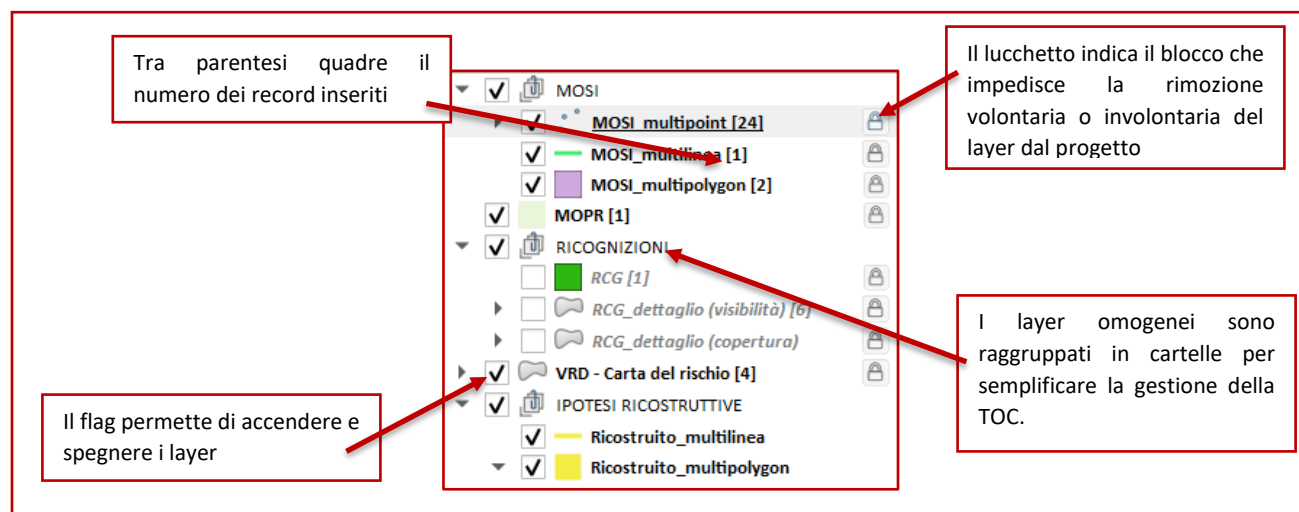 Tra parentesi quadre il
numero dei record inseriti
Il lucchetto indica il blocco che
impedisce la rimozione
volontaria o involontaria del
layer dal progetto
MOSI
MOSI_multipoint [24]
MOSI_multilinea [1]
MOSI_multipolygon [2]
MOPR [1]
RICOGNIZIONI
RCG [1]
RCG_dettaglio (visibilità) [6]
RCG_dettaglio (copertura)
VRD - Carta del rischio [4]
IPOTESI RICOSTRUTTIVE
Ricostruito_multilinea
Ricostruito_multipolygon
I layer omogenei sono
raggruppati in cartelle per
semplificare la gestione della
TOC.
Il flag permette di accendere e
spegnere i layer